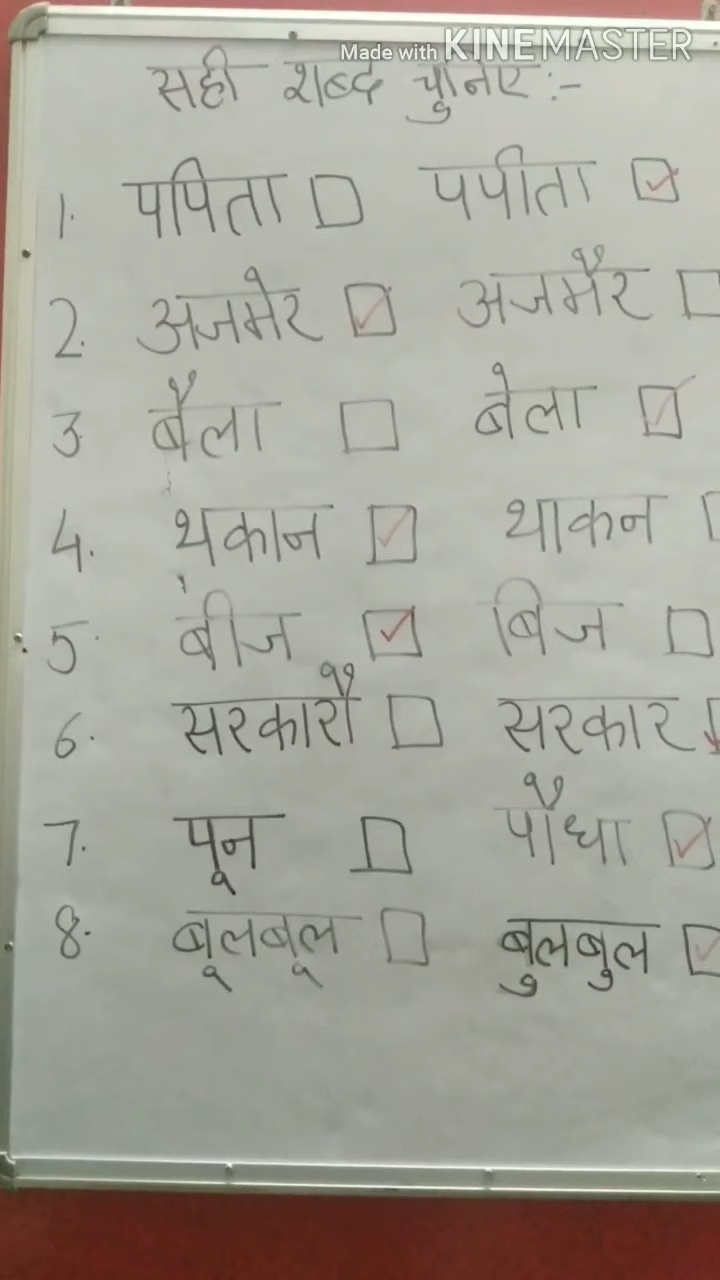 Made with KINEMASTER
सही शब्द चुनिए:-
1. पपिता पपीता
2. अजमेर अजमैर
3 बैला बेला
4. थकान थाकन
5. बीज बिज
6. सरकारौ सरकार
7. पून पौधा
8. बूलबूल बुलबुल